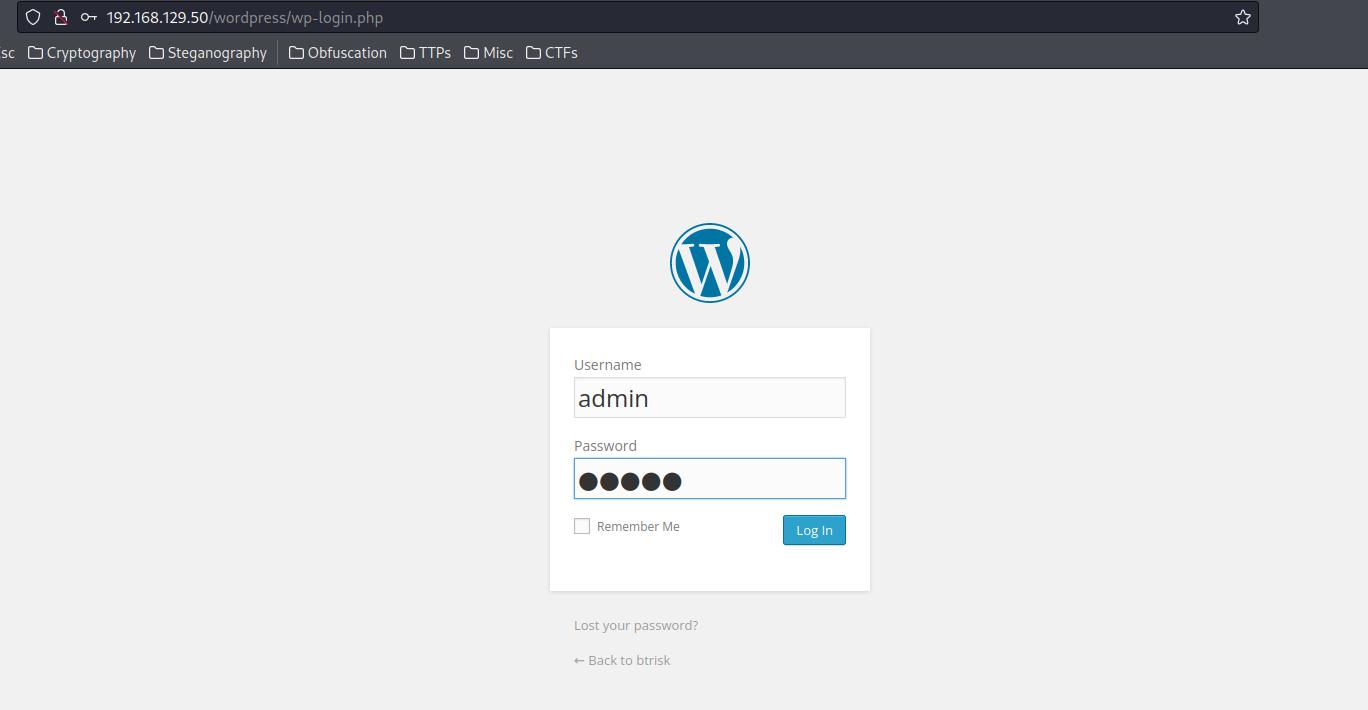 192.168.129.50/wordpress/wp-login.php
sc Cryptography Steganography Obfuscation TTPs Misc CTFs
W
Username
admin
Password
●●●●●
Remember Me Log In
Lost your password?
← Back to btrisk